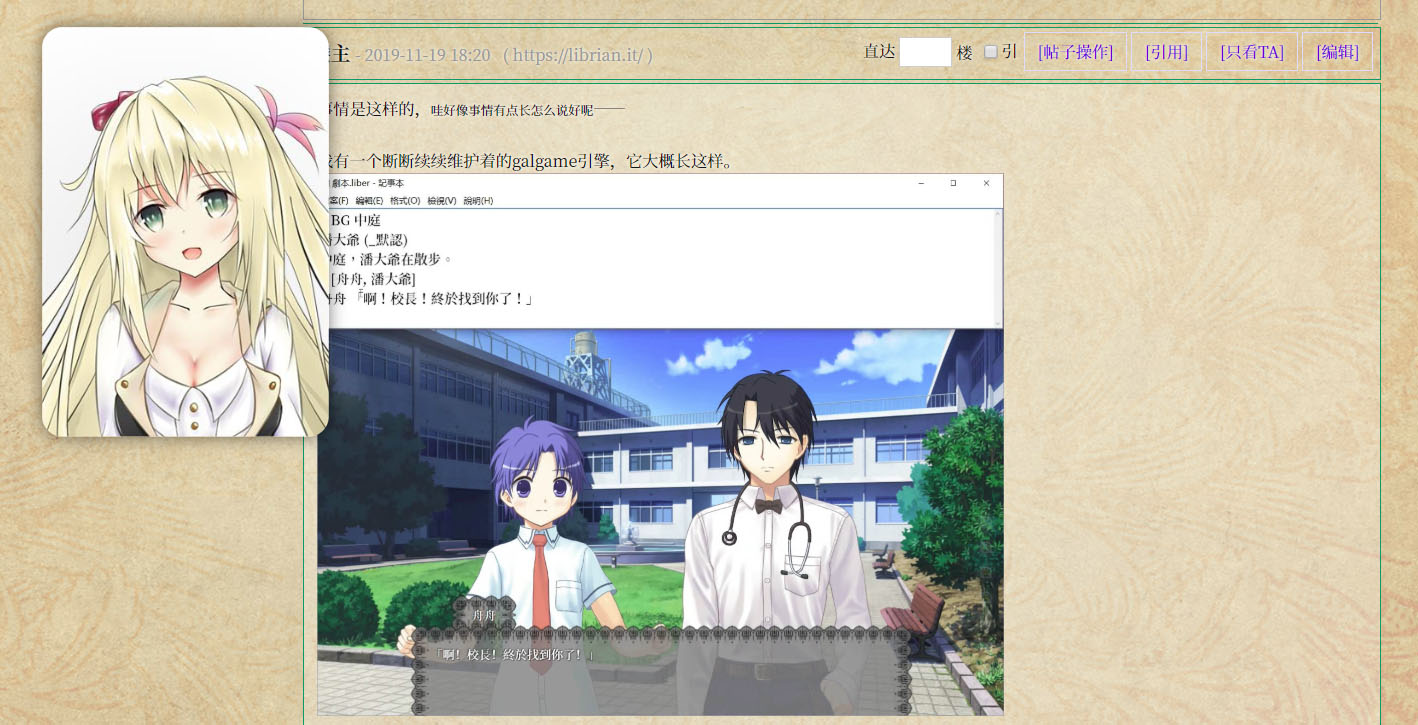 主 - 2019-11-19 18:20 ( https://librian.it/ )
直达 楼 引 [帖子操作] [引用] [只看TA] [编辑]
事情是这样的，哇好像事情有点长怎么说好呢——
我有一个断断续续维护着的galgame引擎，它大概长这样。
劇本.liber - 記事本
案(F) 編輯(E) 格式(O) 檢視(V) 說明(H)
BG 中庭
潘大爺 (_默認)
中庭，潘大爺在散步。
[舟舟, 潘大爺]
舟舟 「啊！校長！終於找到你了！」
舟舟
「啊！校長！終於找到你了！」